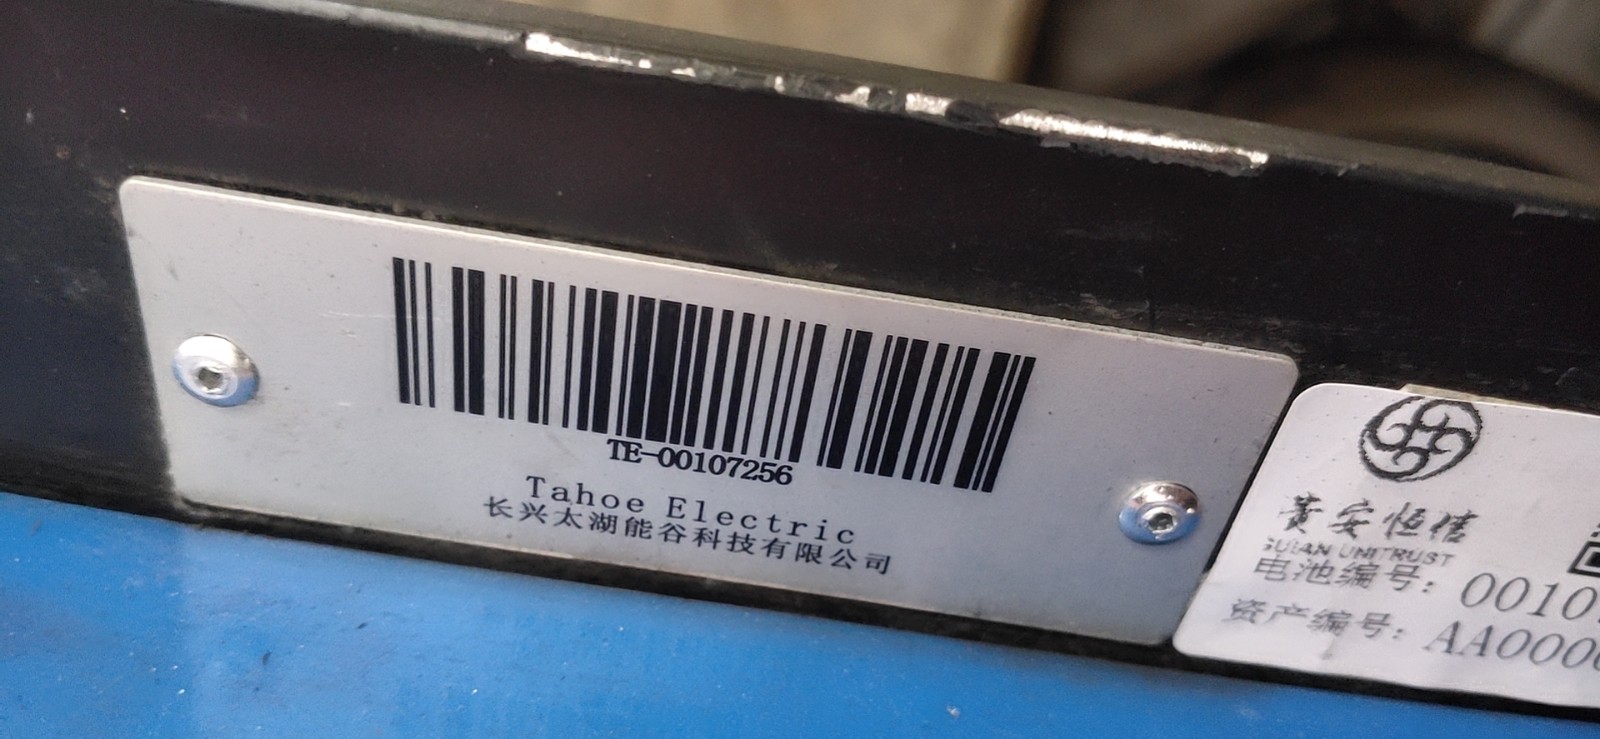 TE-00107256
Tahoe Electric
长兴太湖能谷科技有限公司
贵安恒信
GUIAN UNITRUST
电池编号: 0010
资产编号: AA000